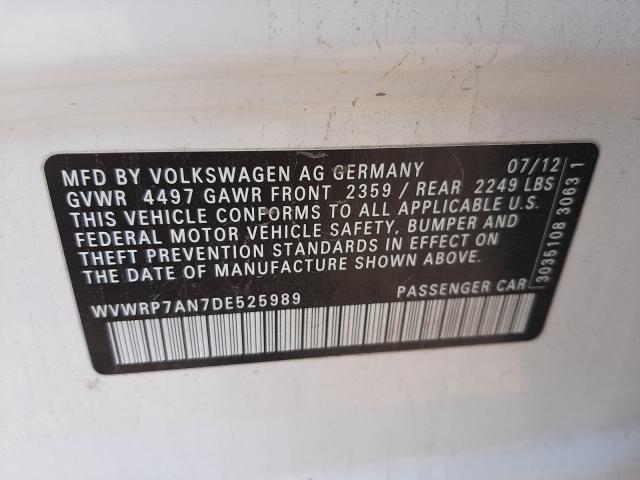 MFD BY VOLKSWAGEN AG GERMANY 07/12
GVWR 4497 GAWR FRONT 2359 / REAR 2249 LBS
THIS VEHICLE CONFORMS TO ALL APPLICABLE U.S.
FEDERAL MOTOR VEHICLE SAFETY, BUMPER AND
THEFT PREVENTION STANDARDS IN EFFECT ON
THE DATE OF MANUFACTURE SHOWN ABOVE.
WVWRP7AN7DE525989 PASSENGER CAR
3035108 3063 1